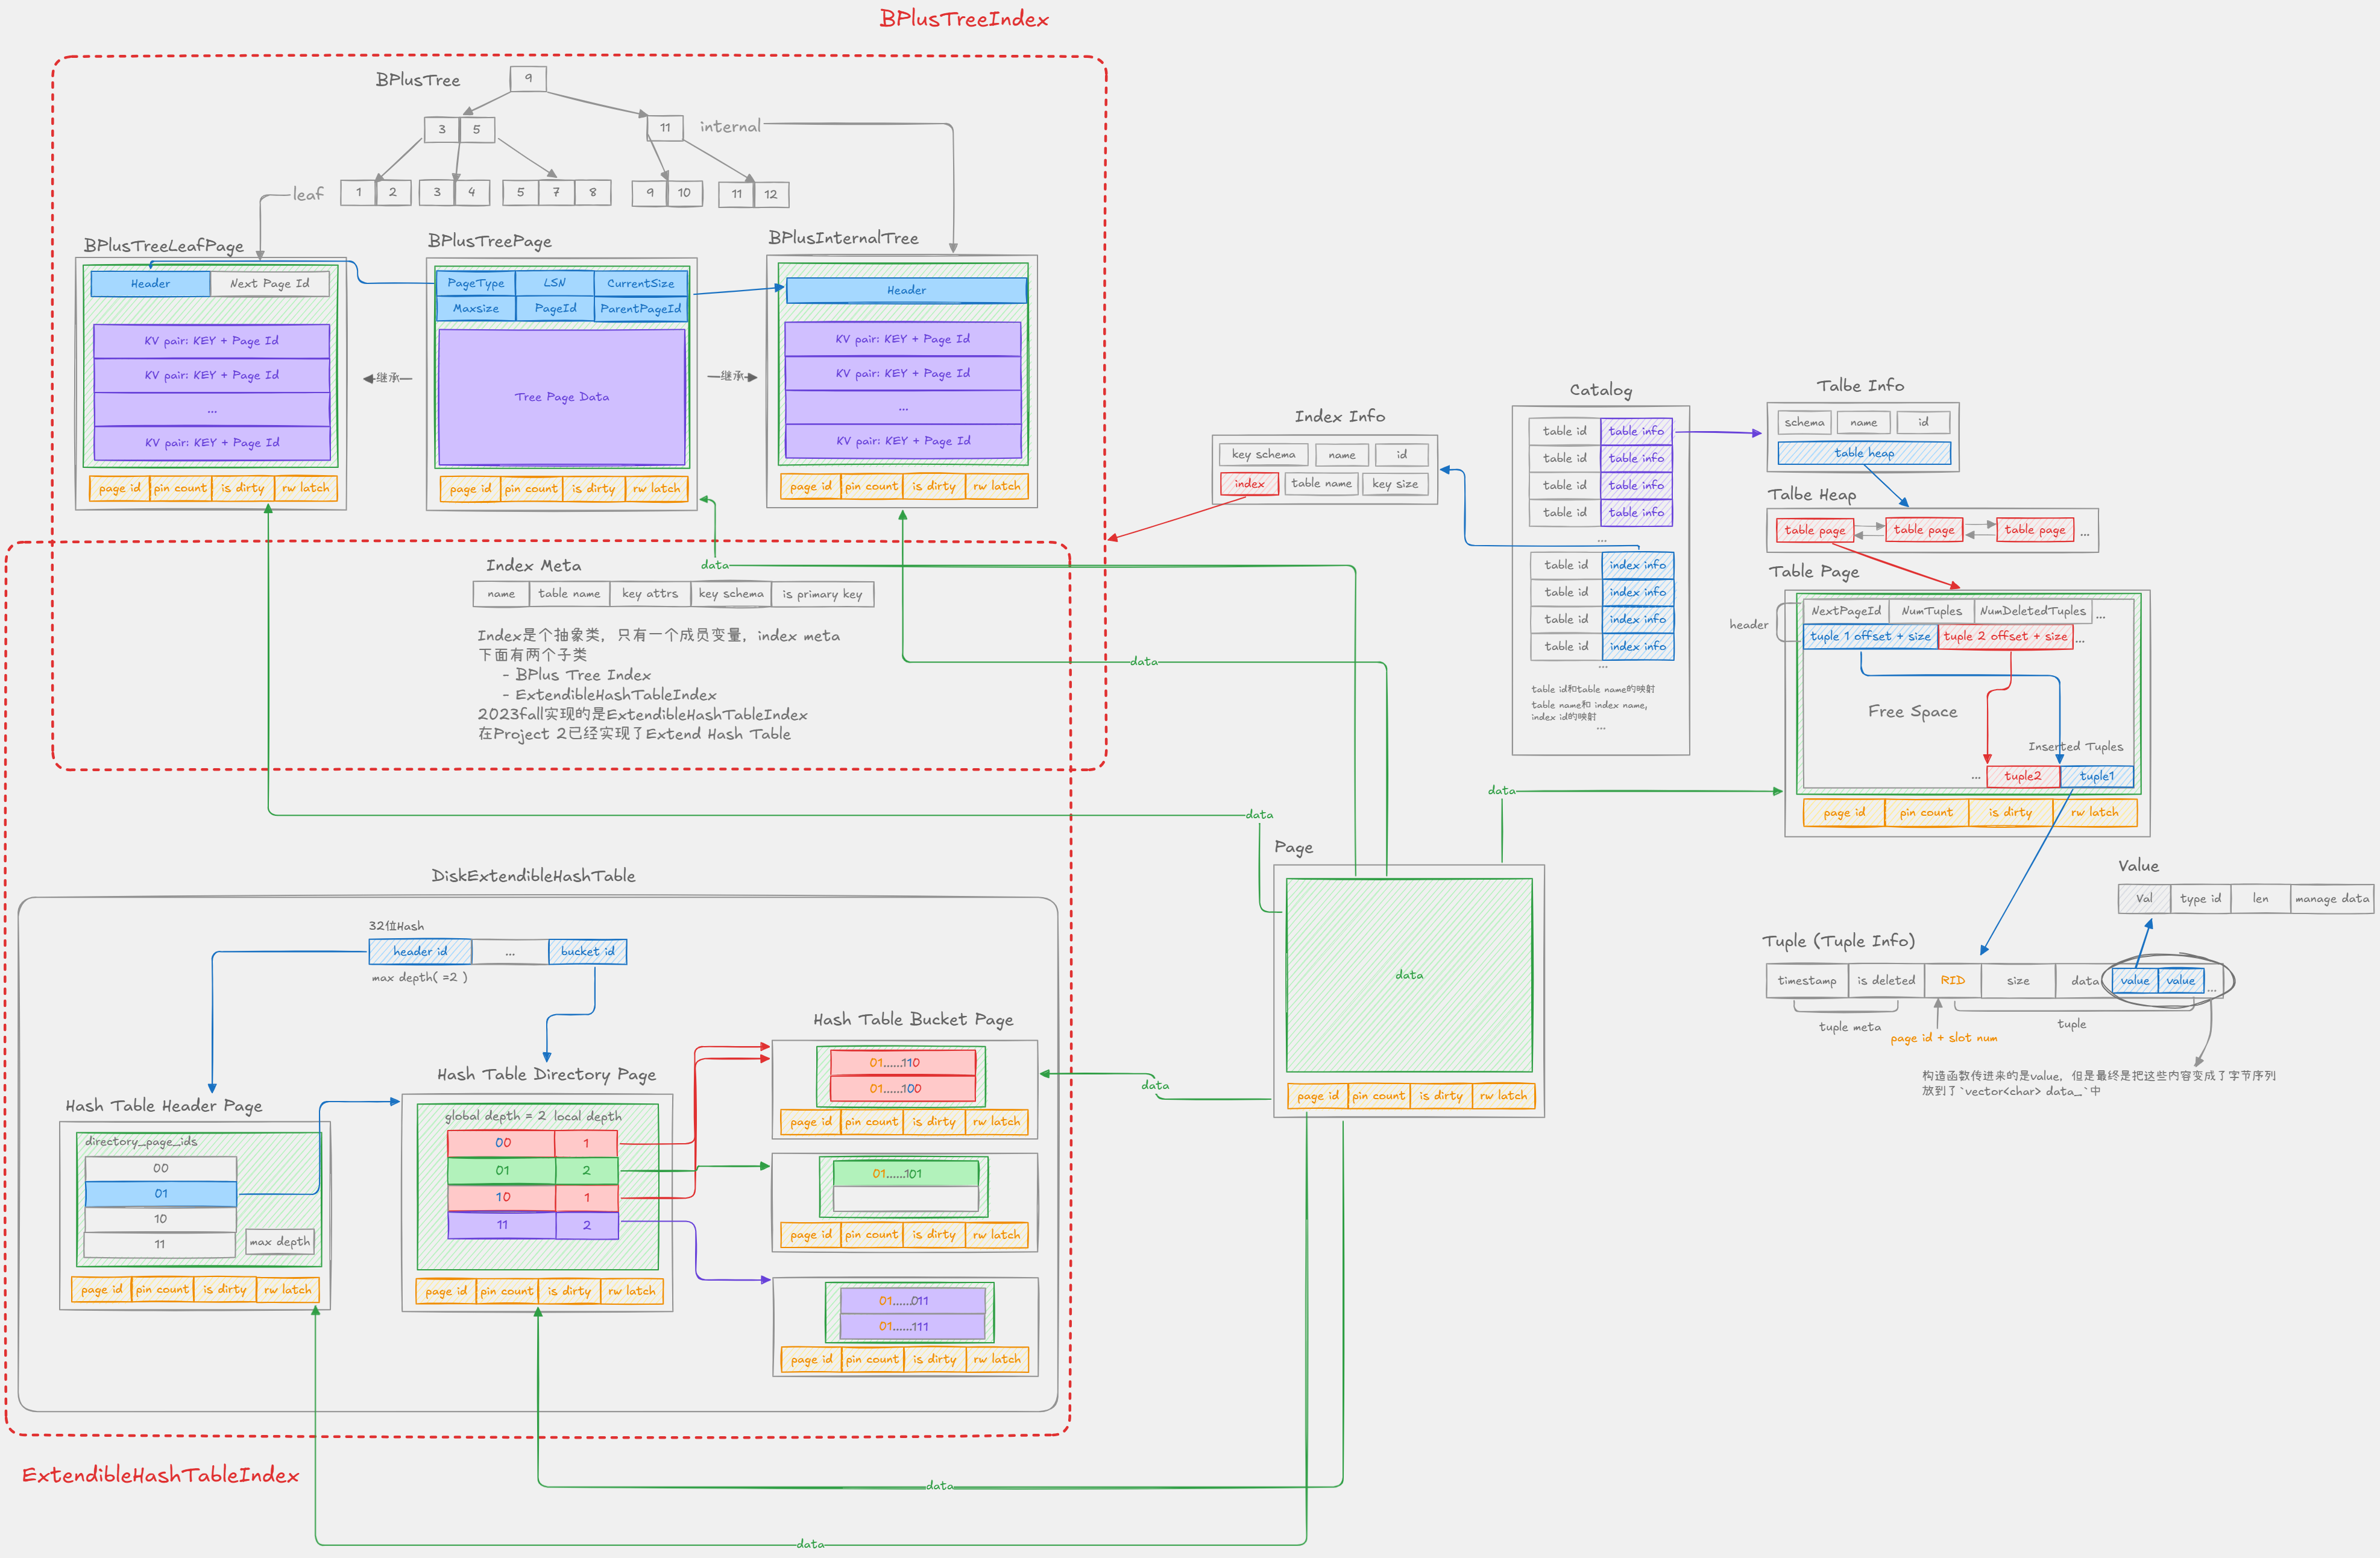 BPlusTreeIndex
BPlusTree
9
3 5
11
internal
leaf
1 2
3 4
5 7 8
9 10
11 12
BPlusTreeLeafPage
Header Next Page Id
KV pair: KEY + Page Id
KV pair: KEY + Page Id
...
KV pair: KEY + Page Id
page id pin count is dirty rw latch
继承
BPlusTreePage
PageType LSN CurrentSize
Maxsize PageId ParentPageId
Tree Page Data
page id pin count is dirty rw latch
继承
BPlusInternalTree
Header
KV pair: KEY + Page Id
KV pair: KEY + Page Id
...
KV pair: KEY + Page Id
page id pin count is dirty rw latch
Index Meta
data
name table name key attrs key schema is primary key
Index是个抽象类，只有一个成员变量，index meta
下面有两个子类
- BPlus Tree Index
- ExtendibleHashTableIndex
2023fall实现的是ExtendibleHashTableIndex
在Project 2已经实现了Extend Hash Table
data
data
Index Info
key schema name id
index table name key size
Catalog
table id table info
table id table info
table id table info
table id table info
...
table id index info
table id index info
table id index info
table id index info
...
table id和table name的映射
table name和 index name,
index id的映射
...
Talbe Info
schema name id
table heap
Talbe Heap
table page table page table page ...
Table Page
header
NextPageId NumTuples NumDeletedTuples ...
tuple 1 offset + size tuple 2 offset + size ...
Free Space
Inserted Tuples
... tuple2 tuple1
page id pin count is dirty rw latch
data
Page
data
page id pin count is dirty rw latch
Value
Val type id len manage data
Tuple (Tuple Info)
timestamp is deleted RID size data value value ...
tuple meta
tuple
page id + slot num
构造函数传进来的是value，但是最终是把这些内容变成了字节序列
放到了`vector<char> data_`中
DiskExtendibleHashTable
32位Hash
header id ... bucket id
max depth( =2 )
Hash Table Header Page
directory_page_ids
00
01
10
11
max depth
page id pin count is dirty rw latch
Hash Table Directory Page
global depth = 2 local depth
00 1
01 2
10 1
11 2
page id pin count is dirty rw latch
Hash Table Bucket Page
01......110
01......100
page id pin count is dirty rw latch
01......101
page id pin count is dirty rw latch
01......011
01......111
page id pin count is dirty rw latch
data
ExtendibleHashTableIndex
data
data